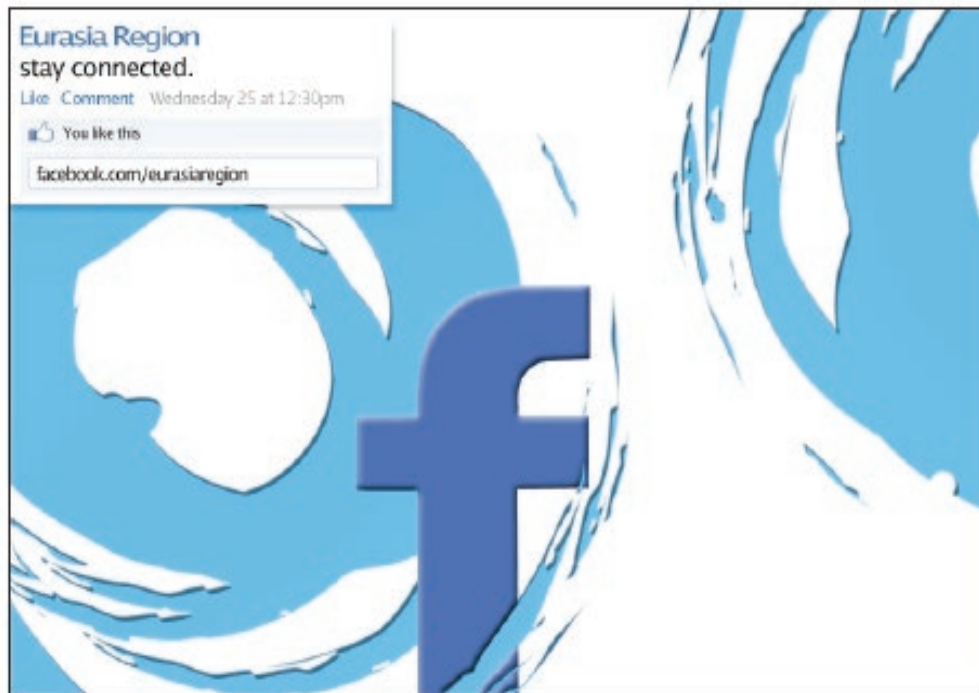 Eurasia Region
stay connected.
Like Comment Wednesday 25 at 12:30pm
You like this
facebook.com/eurasiaregion
f